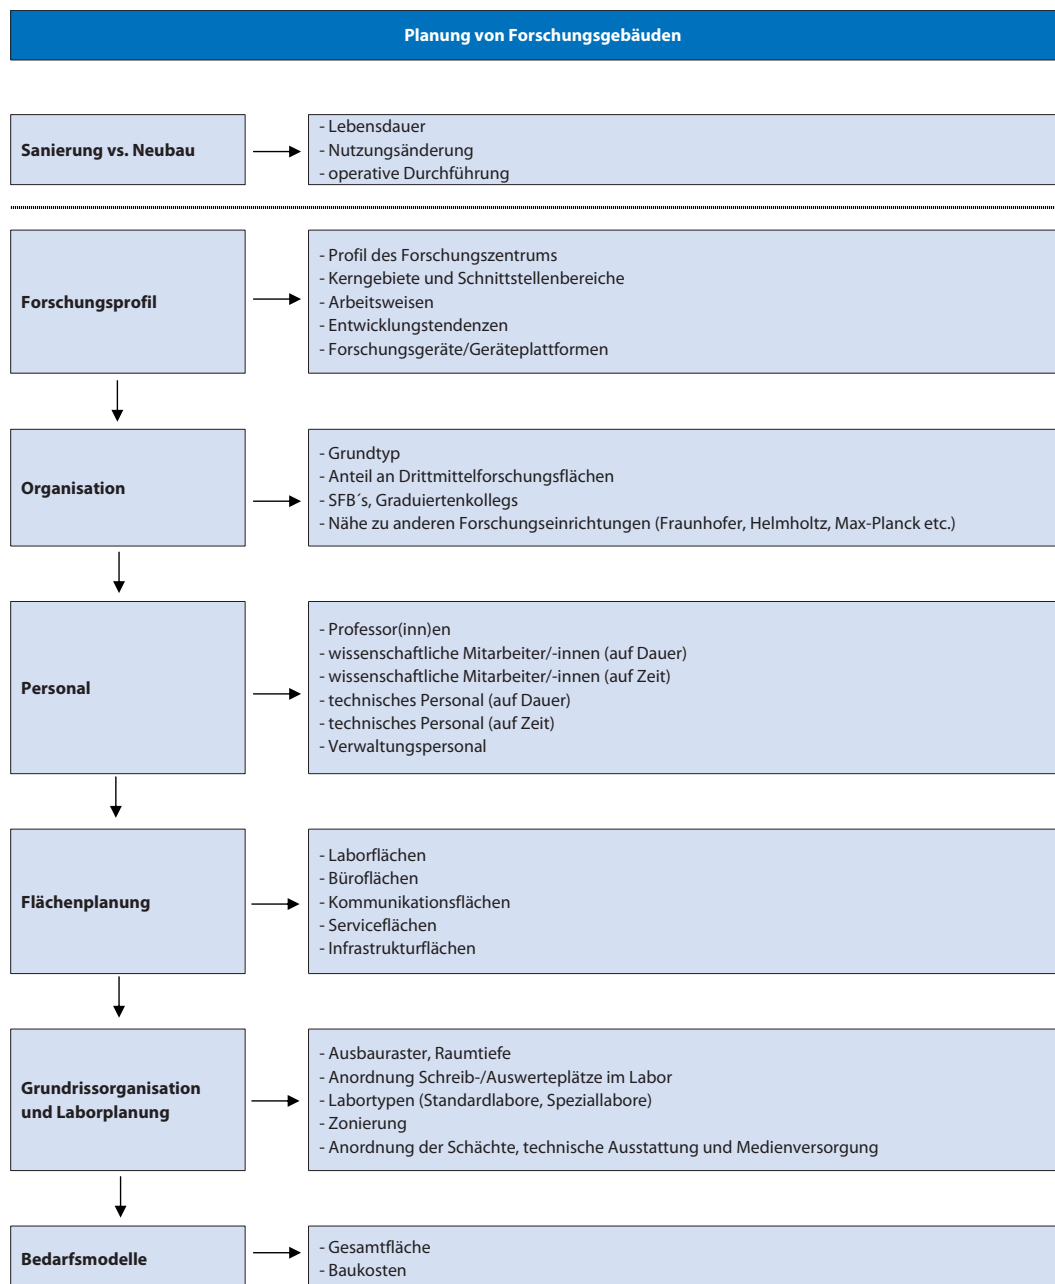 Planung von Forschungsgebäuden
Sanierung vs. Neubau
- Lebensdauer
- Nutzungsänderung
- operative Durchführung
Forschungsprofil
- Profil des Forschungszentrums
- Kerngebiete und Schnittstellenbereiche
- Arbeitsweisen
- Entwicklungstendenzen
- Forschungsgeräte/Geräteplattformen
Organisation
- Grundtyp
- Anteil an Drittmittelforschungsflächen
- SFB´s, Graduiertenkollegs
- Nähe zu anderen Forschungseinrichtungen (Fraunhofer, Helmholtz, Max-Planck etc.)
Personal
- Professor(inn)en
- wissenschaftliche Mitarbeiter/-innen (auf Dauer)
- wissenschaftliche Mitarbeiter/-innen (auf Zeit)
- technisches Personal (auf Dauer)
- technisches Personal (auf Zeit)
- Verwaltungspersonal
Flächenplanung
- Laborflächen
- Büroflächen
- Kommunikationsflächen
- Serviceflächen
- Infrastrukturflächen
Grundrissorganisation
und Laborplanung
- Ausbauraster, Raumtiefe
- Anordnung Schreib-/Auswerteplätze im Labor
- Labortypen (Standardlabore, Speziallabore)
- Zonierung
- Anordnung der Schächte, technische Ausstattung und Medienversorgung
Bedarfsmodelle
- Gesamtfläche
- Baukosten